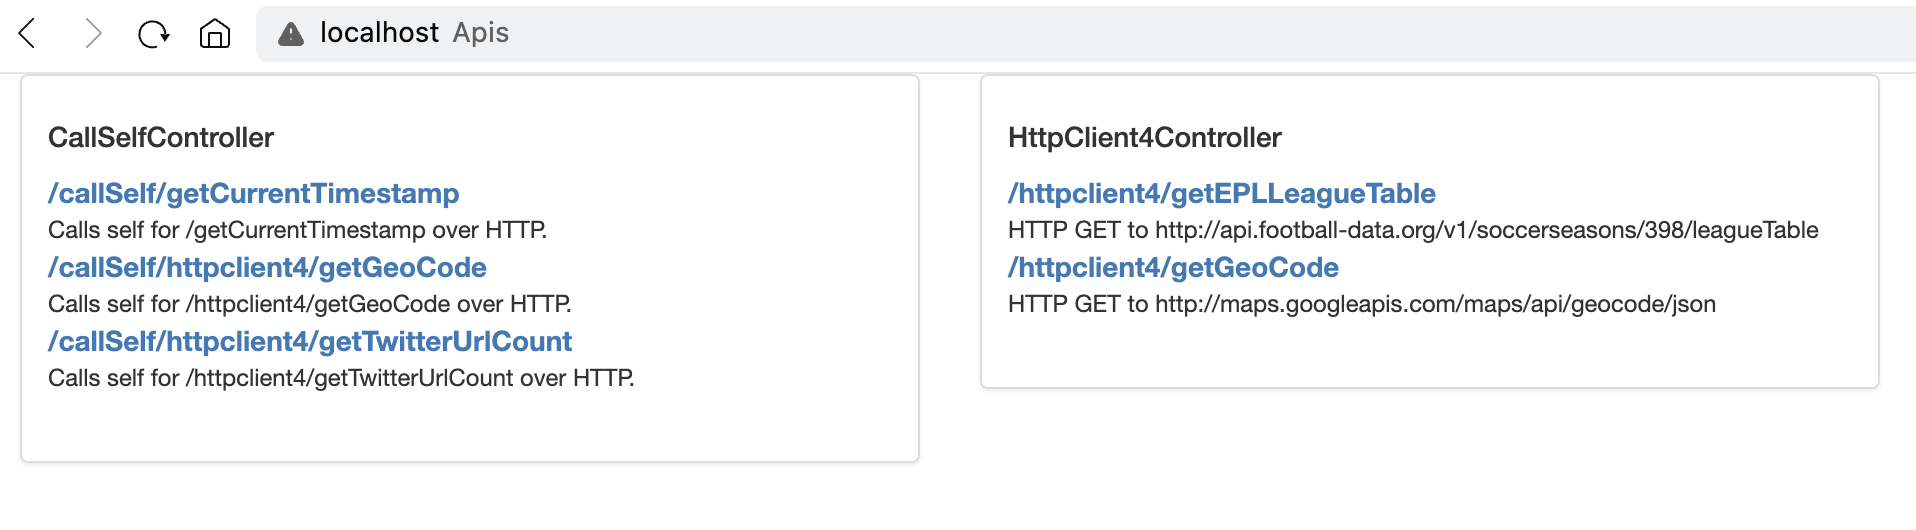 localhost Apis
CallSelfController
/callSelf/getCurrentTimestamp
Calls self for /getCurrentTimestamp over HTTP.
/callSelf/httpclient4/getGeoCode
Calls self for /httpclient4/getGeoCode over HTTP.
/callSelf/httpclient4/getTwitterUrlCount
Calls self for /httpclient4/getTwitterUrlCount over HTTP.
HttpClient4Controller
/httpclient4/getEPLLeagueTable
HTTP GET to http://api.football-data.org/v1/soccerseasons/398/leagueTable
/httpclient4/getGeoCode
HTTP GET to http://maps.googleapis.com/maps/api/geocode/json